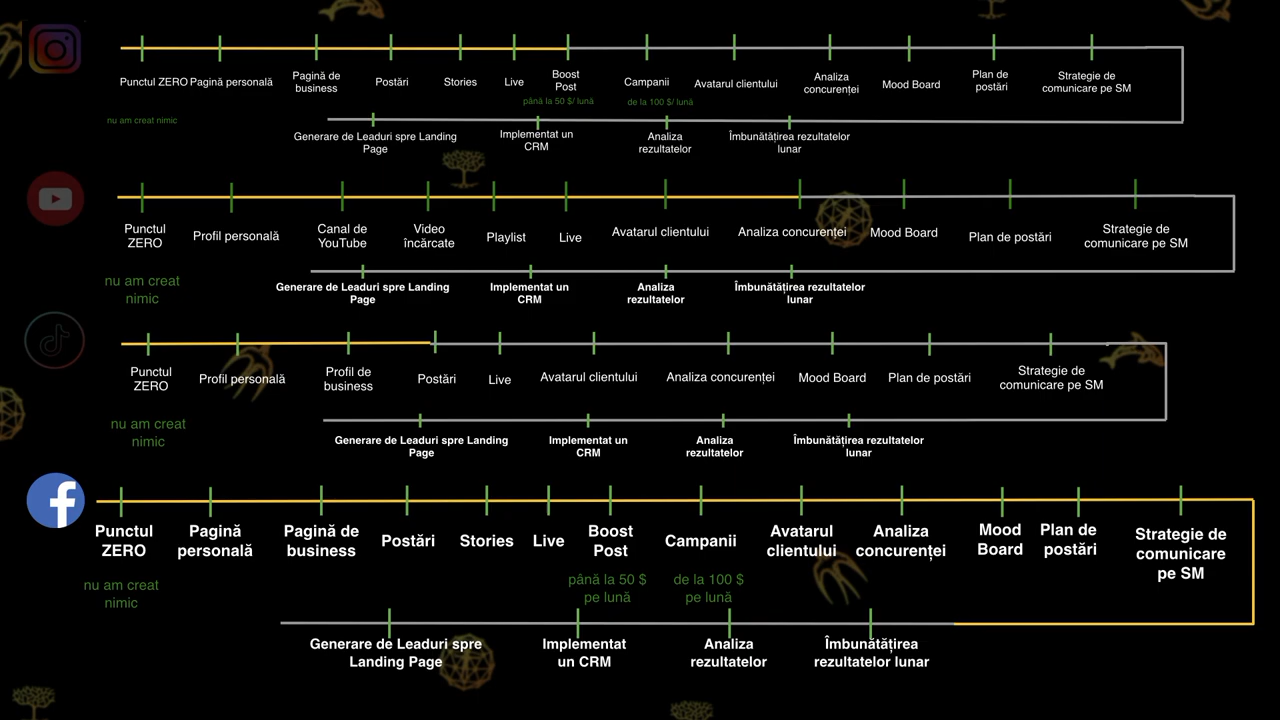 Punctul ZERO Pagină personală Pagină de Postări Stories Live Boost Campanii Avatarul clientului Analiza Mood Board Plan de Strategie de
business Post concurenței postări comunicare pe SM
până la 50 $/ lună de la 100 $/ lună
nu am creat nimic
Generare de Leaduri spre Landing Implementat un Analiza Îmbunătățirea rezultatelor
Page CRM rezultatelor lunar
Punctul Profil personală Canal de Video Playlist Live Avatarul clientului Analiza concurenței Mood Board Plan de postări Strategie de
ZERO YouTube încărcate comunicare pe SM
nu am creat
nimic
Generare de Leaduri spre Landing Implementat un Analiza Îmbunătățirea rezultatelor
Page CRM rezultatelor lunar
Punctul Profil personală Profil de Postări Live Avatarul clientului Analiza concurenței Mood Board Plan de postări Strategie de
ZERO business comunicare pe SM
nu am creat
nimic
Generare de Leaduri spre Landing Implementat un Analiza Îmbunătățirea rezultatelor
Page CRM rezultatelor lunar
Punctul Pagină Pagină de Postări Stories Live Boost Campanii Avatarul Analiza Mood Plan de Strategie de
ZERO personală business Post clientului concurenței Board postări comunicare
pe SM
nu am creat până la 50 $ de la 100 $
nimic pe lună pe lună
Generare de Leaduri spre Implementat Analiza Îmbunătățirea
Landing Page un CRM rezultatelor rezultatelor lunar